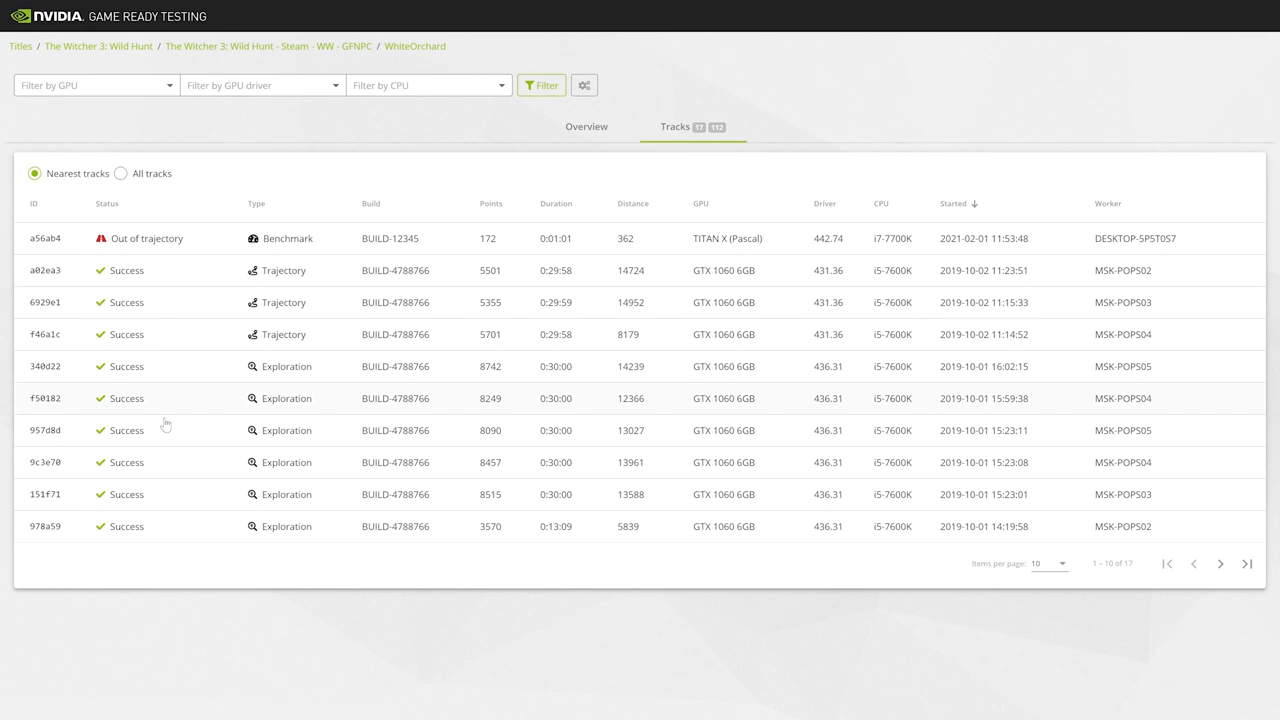 NVIDIA. GAME READY TESTING
Titles / The Witcher 3: Wild Hunt / The Witcher 3: Wild Hunt - Steam - WW - GFNPC / WhiteOrchard
Filter by GPU Filter by GPU driver Filter by CPU Filter
Overview Tracks 17 112
Nearest tracks All tracks
ID Status Type Build Points Duration Distance GPU Driver CPU Started Worker
a56ab4 Out of trajectory Benchmark BUILD-12345 172 0:01:01 362 TITAN X (Pascal) 442.74 i7-7700K 2021-02-01 11:53:48 DESKTOP-5P5T0S7
a02ea3 Success Trajectory BUILD-4788766 5501 0:29:58 14724 GTX 1060 6GB 431.36 i5-7600K 2019-10-02 11:23:51 MSK-POPS02
6929e1 Success Trajectory BUILD-4788766 5355 0:29:59 14952 GTX 1060 6GB 431.36 i5-7600K 2019-10-02 11:15:33 MSK-POPS03
f46a1c Success Trajectory BUILD-4788766 5701 0:29:58 8179 GTX 1060 6GB 431.36 i5-7600K 2019-10-02 11:14:52 MSK-POPS04
340d22 Success Exploration BUILD-4788766 8742 0:30:00 14239 GTX 1060 6GB 436.31 i5-7600K 2019-10-01 16:02:15 MSK-POPS05
f50182 Success Exploration BUILD-4788766 8249 0:30:00 12366 GTX 1060 6GB 436.31 i5-7600K 2019-10-01 15:59:38 MSK-POPS04
957d8d Success Exploration BUILD-4788766 8090 0:30:00 13027 GTX 1060 6GB 436.31 i5-7600K 2019-10-01 15:23:11 MSK-POPS05
9c3e70 Success Exploration BUILD-4788766 8457 0:30:00 13961 GTX 1060 6GB 436.31 i5-7600K 2019-10-01 15:23:08 MSK-POPS04
151f71 Success Exploration BUILD-4788766 8515 0:30:00 13588 GTX 1060 6GB 436.31 i5-7600K 2019-10-01 15:23:01 MSK-POPS03
978a59 Success Exploration BUILD-4788766 3570 0:13:09 5839 GTX 1060 6GB 436.31 i5-7600K 2019-10-01 14:19:58 MSK-POPS02
Items per page: 10 1 – 10 of 17